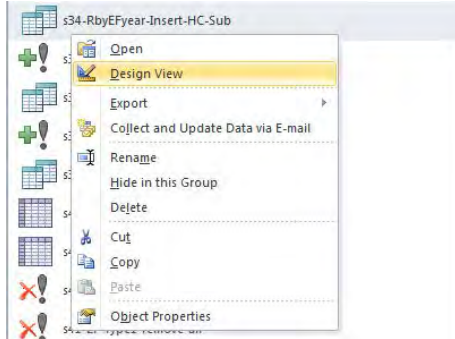 s34-RbyEFyear-Insert-HC-Sub
Open
Design View
Export
Collect and Update Data via E-mail
Rename
Hide in this Group
Delete
Cut
Copy
Paste
Object Properties